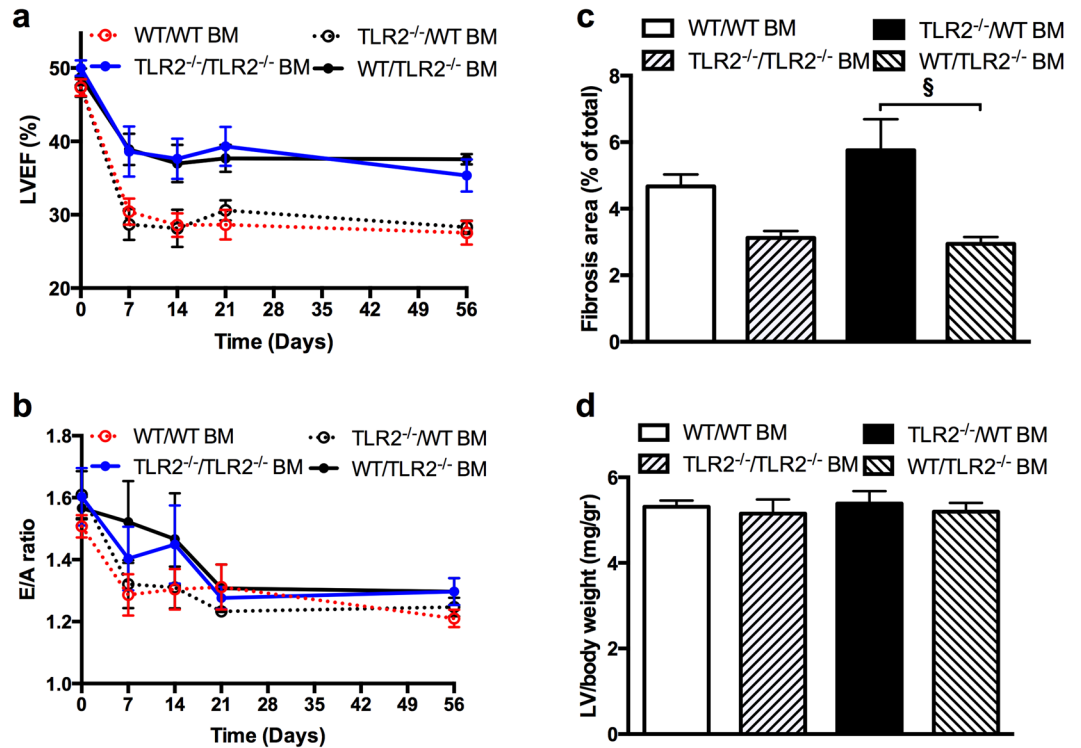 a
WT/WT BM
TLR2-/-/WT BM
TLR2-/-/TLR2-/- BM
WT/TLR2-/- BM
50
40
30
20
LVEF (%)
0 7 14 21 28 35 42 49 56
Time (Days)
b
WT/WT BM
TLR2-/-/WT BM
TLR2-/-/TLR2-/- BM
WT/TLR2-/- BM
1.8
1.6
1.4
1.2
1.0
E/A ratio
0 7 14 21 28 35 42 49 56
Time (Days)
c
WT/WT BM
TLR2-/-/WT BM
TLR2-/-/TLR2-/- BM
WT/TLR2-/- BM
§
8
6
4
2
0
Fibrosis area (% of total)
d
WT/WT BM
TLR2-/-/WT BM
TLR2-/-/TLR2-/- BM
WT/TLR2-/- BM
6
4
2
0
LV/body weight (mg/gr)